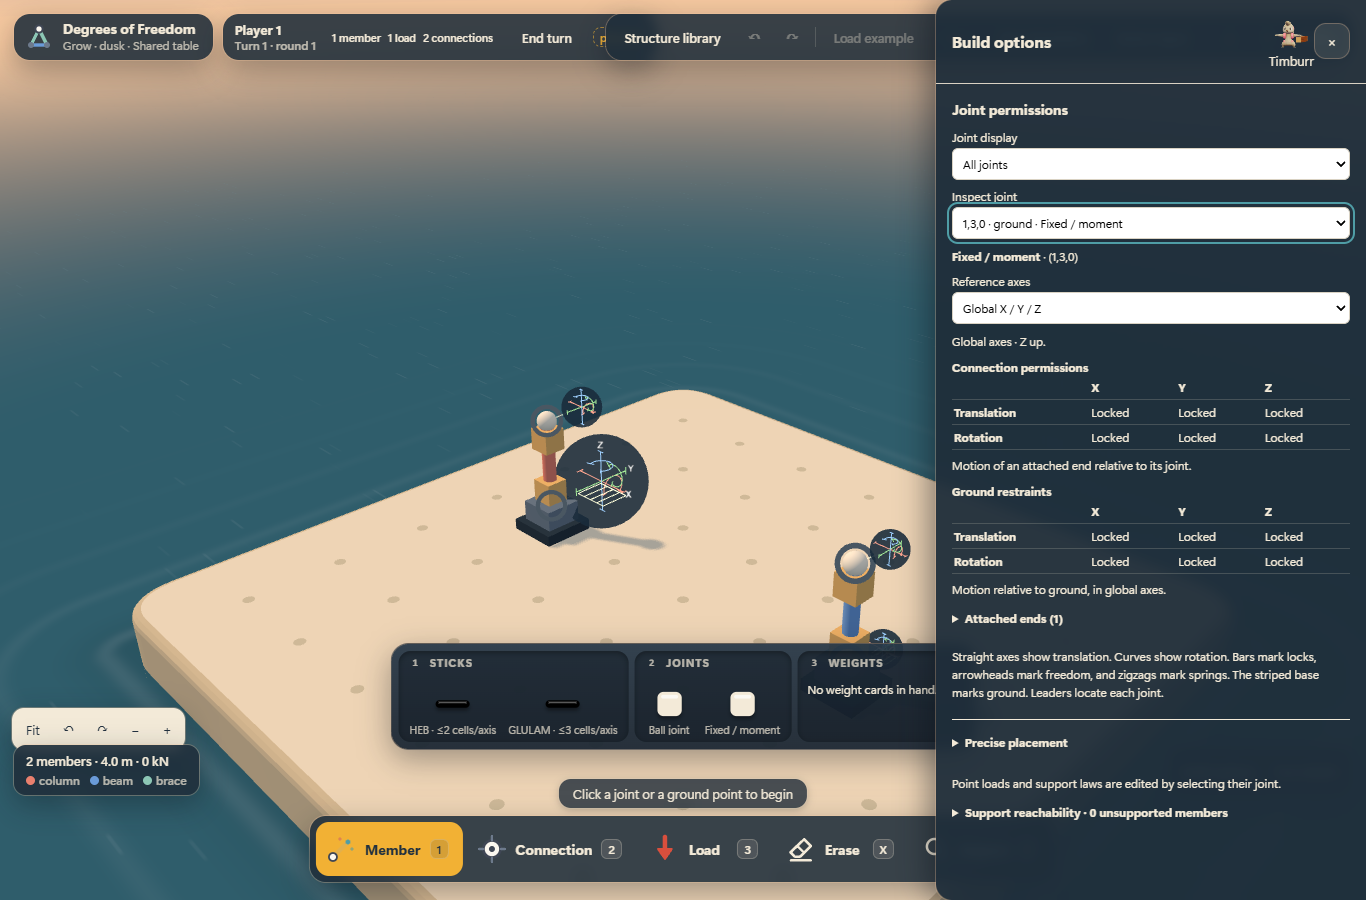 Degrees of Freedom
Grow · dusk · Shared table
Player 1
Turn 1 · round 1
1 member 1 load 2 connections
End turn
Structure library
Load example
Build options
Timburr
×
Joint permissions
Joint display
All joints
Inspect joint
1,3,0 · ground · Fixed / moment
Fixed / moment · (1,3,0)
Reference axes
Global X / Y / Z
Global axes · Z up.
Connection permissions
X Y Z
Translation Locked Locked Locked
Rotation Locked Locked Locked
Motion of an attached end relative to its joint.
Ground restraints
X Y Z
Translation Locked Locked Locked
Rotation Locked Locked Locked
Motion relative to ground, in global axes.
Attached ends (1)
Straight axes show translation. Curves show rotation. Bars mark locks,
arrowheads mark freedom, and zigzags mark springs. The striped base
marks ground. Leaders locate each joint.
Precise placement
Point loads and support laws are edited by selecting their joint.
Support reachability · 0 unsupported members
Z
Y
X
1 STICKS
HEB · ≤2 cells/axis
GLULAM · ≤3 cells/axis
2 JOINTS
Ball joint
Fixed / moment
3 WEIGHTS
No weight cards in hand.
Fit − +
2 members · 4.0 m · 0 kN
column beam brace
Click a joint or a ground point to begin
Member 1
Connection 2
Load 3
Erase X